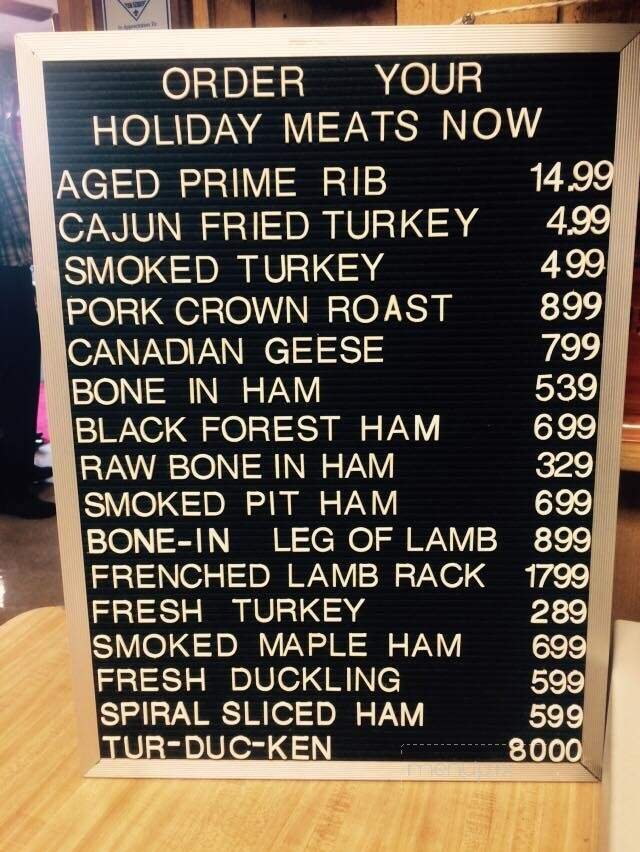 ORDER YOUR
HOLIDAY MEATS NOW
AGED PRIME RIB 14.99
CAJUN FRIED TURKEY 4.99
SMOKED TURKEY 499
PORK CROWN ROAST 899
CANADIAN GEESE 799
BONE IN HAM 539
BLACK FOREST HAM 699
RAW BONE IN HAM 329
SMOKED PIT HAM 699
BONE-IN LEG OF LAMB 899
FRENCHED LAMB RACK 1799
FRESH TURKEY 289
SMOKED MAPLE HAM 699
FRESH DUCKLING 599
SPIRAL SLICED HAM 599
TUR-DUC-KEN 8000